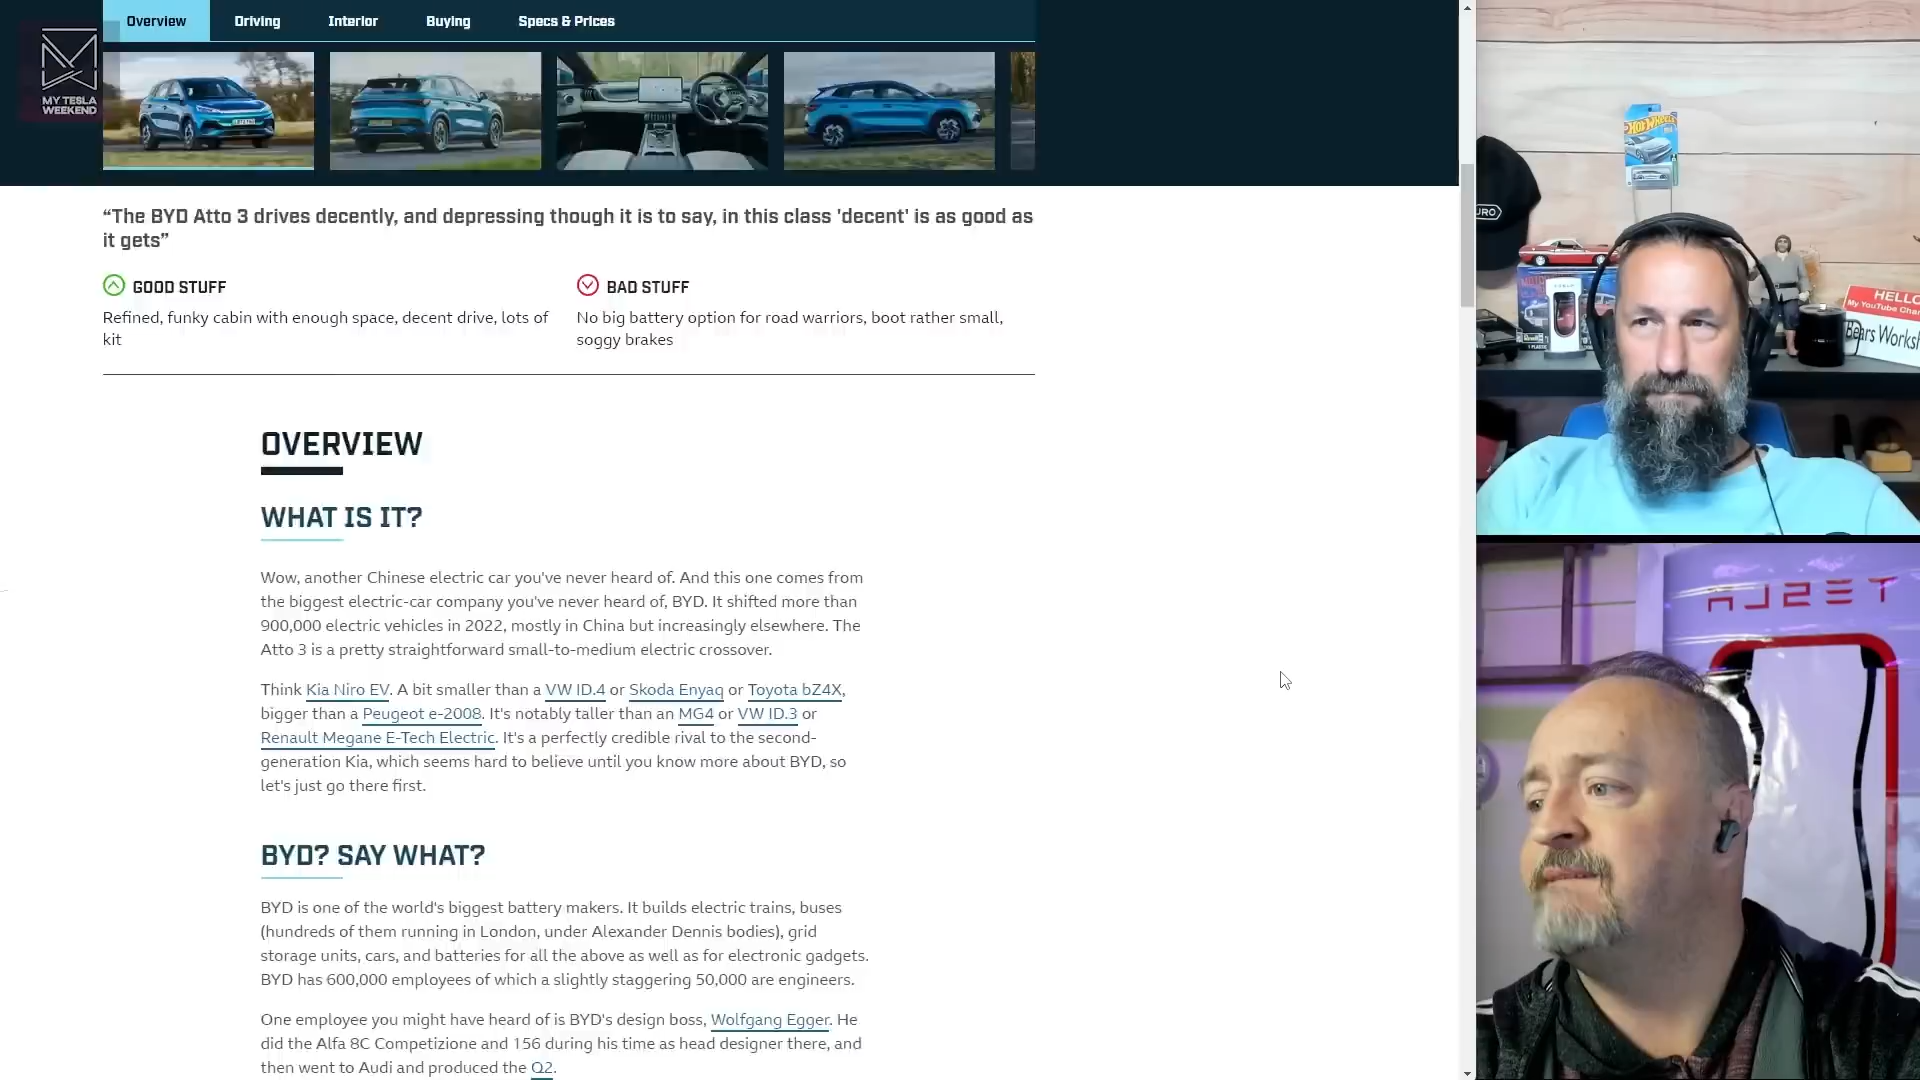 Overview Driving Interior Buying Specs & Prices
MY TESLA
WEEKEND
“The BYD Atto 3 drives decently, and depressing though it is to say, in this class 'decent' is as good as
it gets”
GOOD STUFF
Refined, funky cabin with enough space, decent drive, lots of
kit
BAD STUFF
No big battery option for road warriors, boot rather small,
soggy brakes
OVERVIEW
WHAT IS IT?
Wow, another Chinese electric car you've never heard of. And this one comes from
the biggest electric-car company you've never heard of, BYD. It shifted more than
900,000 electric vehicles in 2022, mostly in China but increasingly elsewhere. The
Atto 3 is a pretty straightforward small-to-medium electric crossover.
Think Kia Niro EV. A bit smaller than a VW ID.4 or Skoda Enyaq or Toyota bZ4X,
bigger than a Peugeot e-2008. It's notably taller than an MG4 or VW ID.3 or
Renault Megane E-Tech Electric. It's a perfectly credible rival to the second-
generation Kia, which seems hard to believe until you know more about BYD, so
let's just go there first.
BYD? SAY WHAT?
BYD is one of the world's biggest battery makers. It builds electric trains, buses
(hundreds of them running in London, under Alexander Dennis bodies), grid
storage units, cars, and batteries for all the above as well as for electronic gadgets.
BYD has 600,000 employees of which a slightly staggering 50,000 are engineers.
One employee you might have heard of is BYD's design boss, Wolfgang Egger. He
did the Alfa 8C Competizione and 156 during his time as head designer there, and
then went to Audi and produced the Q2.
HOT WHEELS
URO
HELLO
My YouTube Chan
Bears Worksh
TESLA